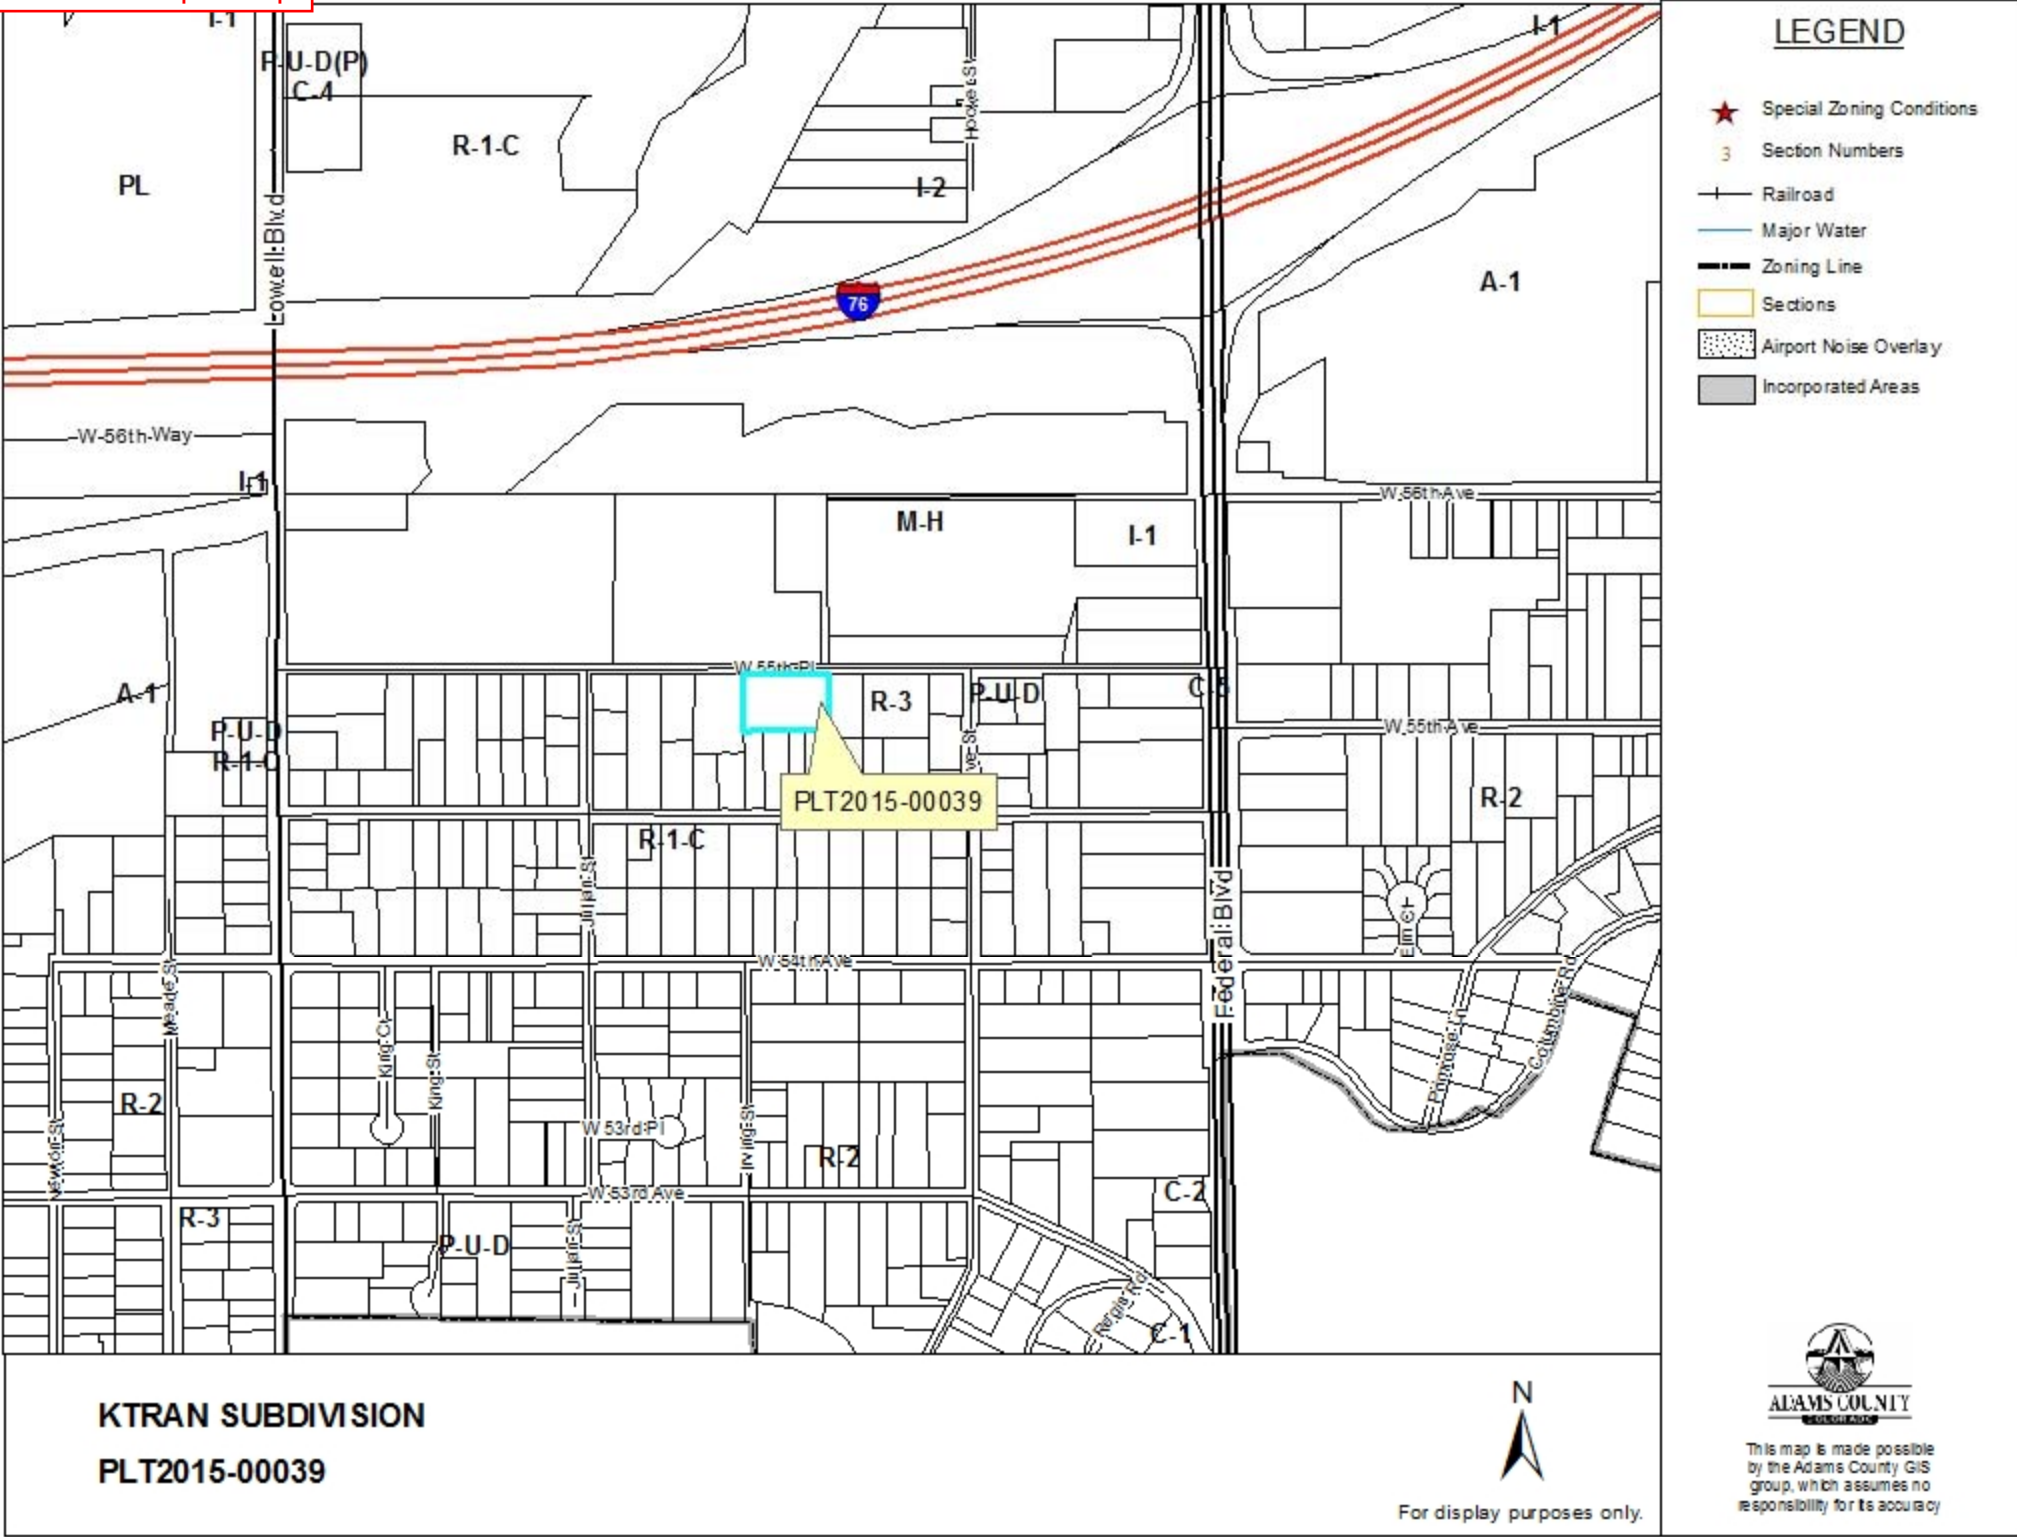 I-1
P-U-D(P)
C-4
R-1-C
PL
I-2
I-1
Lowell Blvd
76
A-1
W 56th Way
I-1
W 56th Ave
M-H
I-1
W 55th Pl
A-1
R-3
P-U-D
C-5
P-U-D
W 55th Ave
PLT2015-00039
R-2
R-1-C
Julian St
Elm Ct
W 54th Ave
Federal Blvd
Meade St
King Ct
King St
Primrose Ln
Columbine Rd
R-2
W 53rd Pl
Irving St
R-2
Newton St
W 53rd Ave
C-2
R-3
P-U-D
Julian St
Regis Rd
C-1
KTRAN SUBDIVISION
PLT2015-00039
N
For display purposes only.
LEGEND
Special Zoning Conditions
3
Section Numbers
Railroad
Major Water
Zoning Line
Sections
Airport Noise Overlay
Incorporated Areas
ADAMS COUNTY
COLORADO
This map is made possible
by the Adams County GIS
group, which assumes no
responsibility for its accuracy